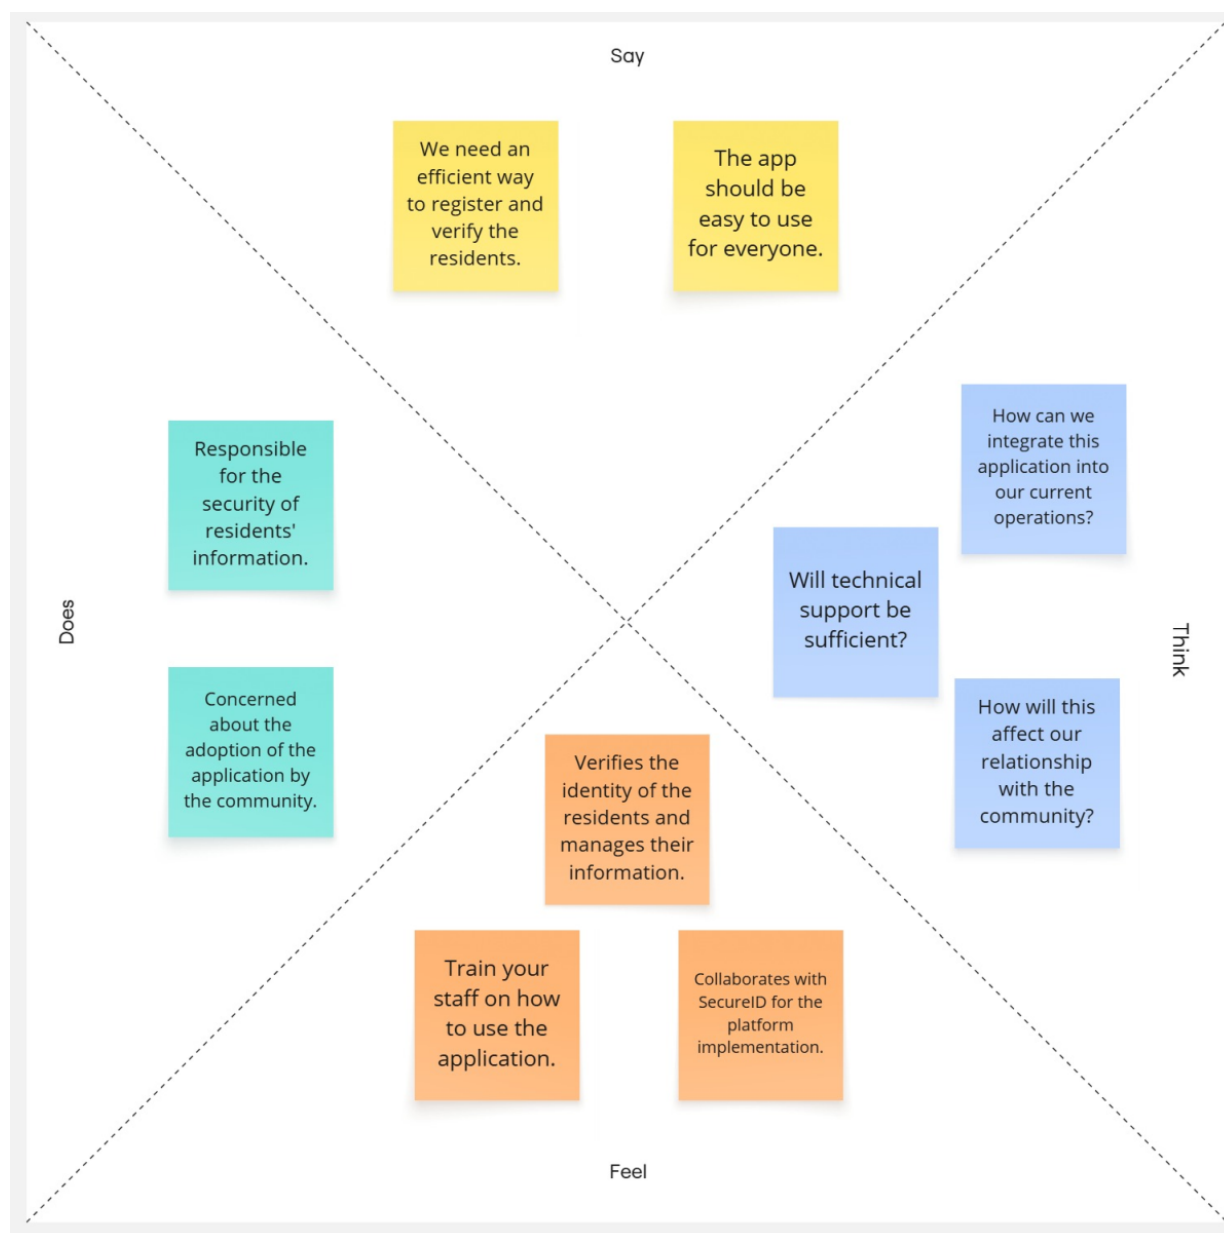 Say
We need an
efficient way
to register and
verify the
residents.
The app
should be
easy to use
for everyone.
Responsible
for the
security of
residents'
information.
Concerned
about the
adoption of the
application by
the community.
Does
How can we
integrate this
application into
our current
operations?
Will technical
support be
sufficient?
How will this
affect our
relationship
with the
community?
Think
Verifies the
identity of the
residents and
manages their
information.
Train your
staff on how
to use the
application.
Collaborates with
SecureID for the
platform
implementation.
Feel